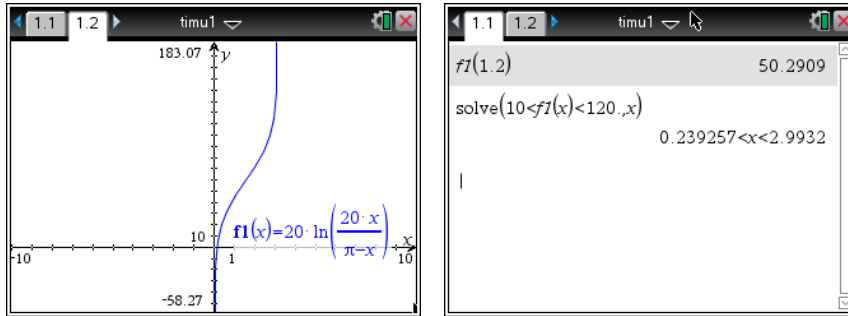 1.1 1.2 timu1
183.07 y
10 f1(x)=20·ln(20·x/π−x) x
-10 1 10
-58.27
1.1 1.2 timu1
f1(1.2) 50.2909
solve(10<f1(x)<120.,x)
0.239257<x<2.9932